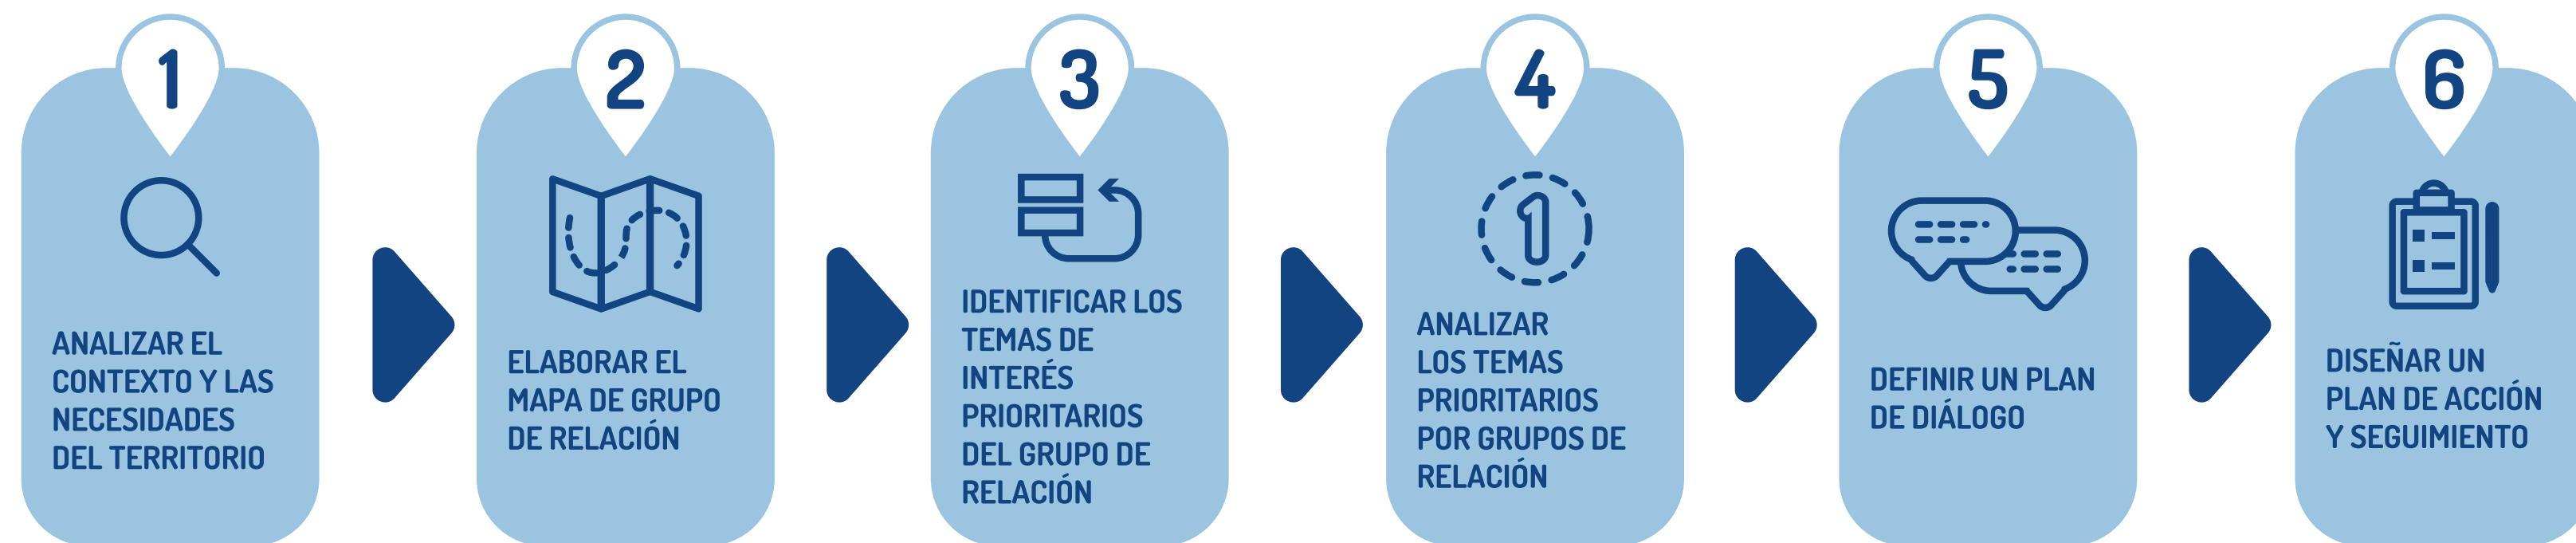 1
ANALIZAR EL
CONTEXTO Y LAS
NECESIDADES
DEL TERRITORIO
2
ELABORAR EL
MAPA DE GRUPO
DE RELACIÓN
3
IDENTIFICAR LOS
TEMAS DE
INTERÉS
PRIORITARIOS
DEL GRUPO DE
RELACIÓN
4
1
ANALIZAR
LOS TEMAS
PRIORITARIOS
POR GRUPOS DE
RELACIÓN
5
DEFINIR UN PLAN
DE DIÁLOGO
6
DISEÑAR UN
PLAN DE ACCIÓN
Y SEGUIMIENTO